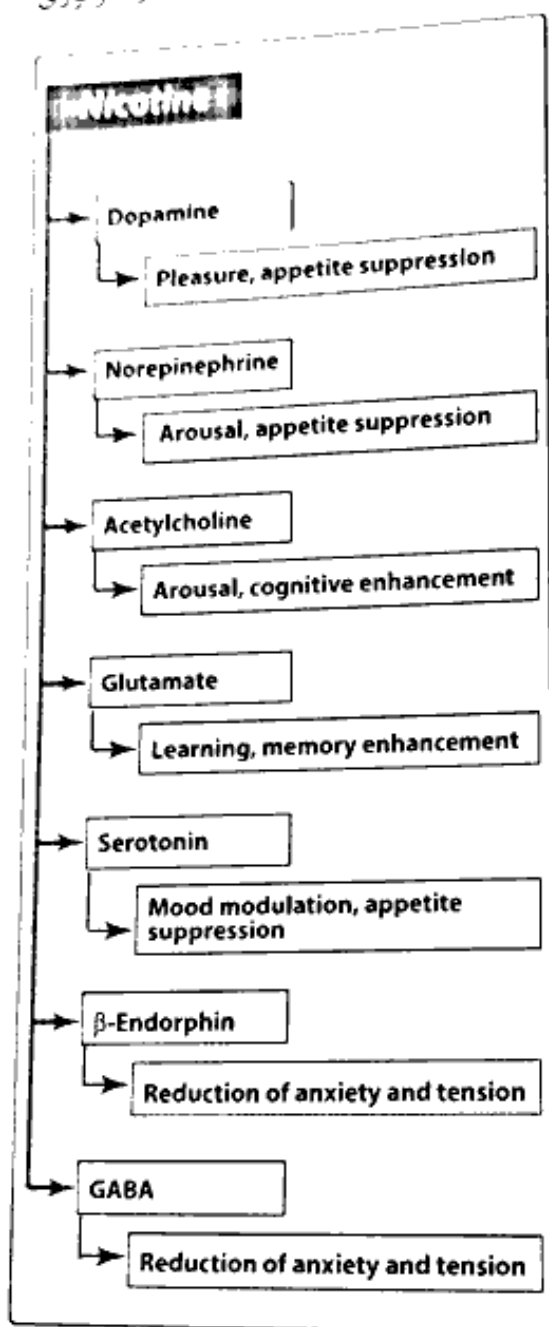 Nicotine
Dopamine
Pleasure, appetite suppression
Norepinephrine
Arousal, appetite suppression
Acetylcholine
Arousal, cognitive enhancement
Glutamate
Learning, memory enhancement
Serotonin
Mood modulation, appetite
suppression
β-Endorphin
Reduction of anxiety and tension
GABA
Reduction of anxiety and tension